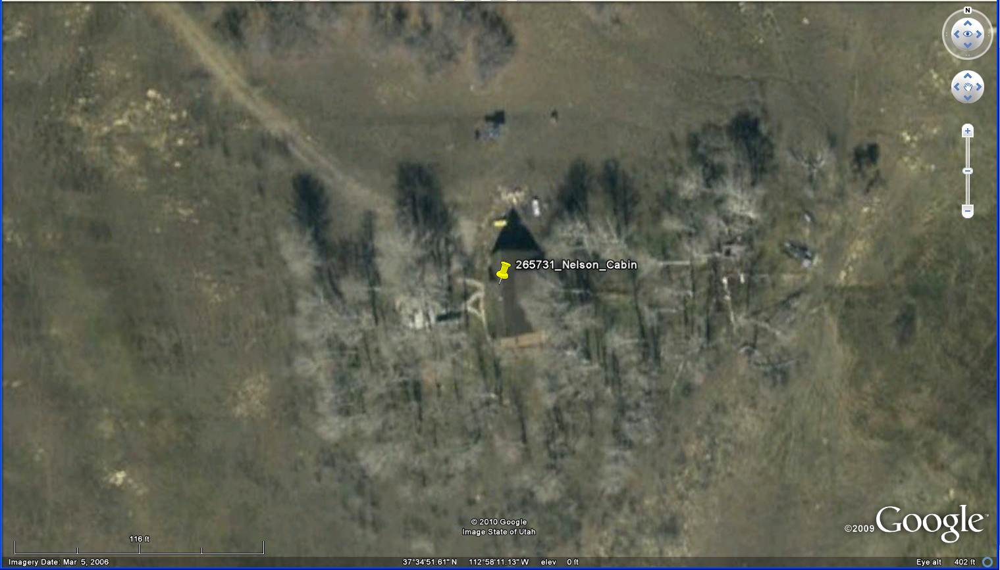 N
265731_Nelson_Cabin
© 2010 Google
Image State of Utah
©2009 Google™
116 ft
Imagery Date: Mar 5, 2006 37°34'51.61" N 112°58'11.13" W elev 0 ft Eye alt 402 ft